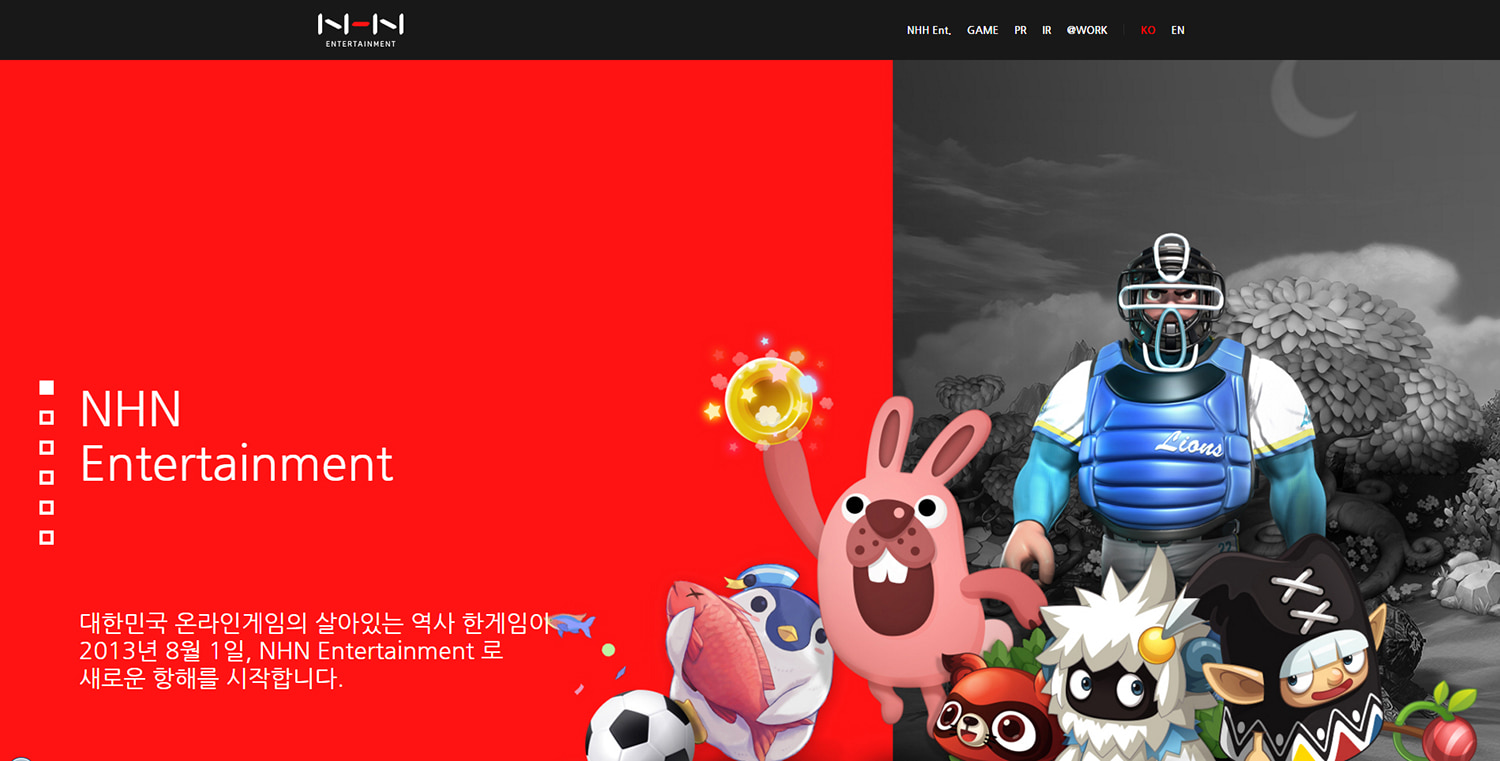 NHN
ENTERTAINMENT
NHH Ent. GAME PR IR @WORK KO EN
NHN
Entertainment
대한민국 온라인게임의 살아있는 역사 한게임이
2013년 8월 1일, NHN Entertainment 로
새로운 항해를 시작합니다.
Lions